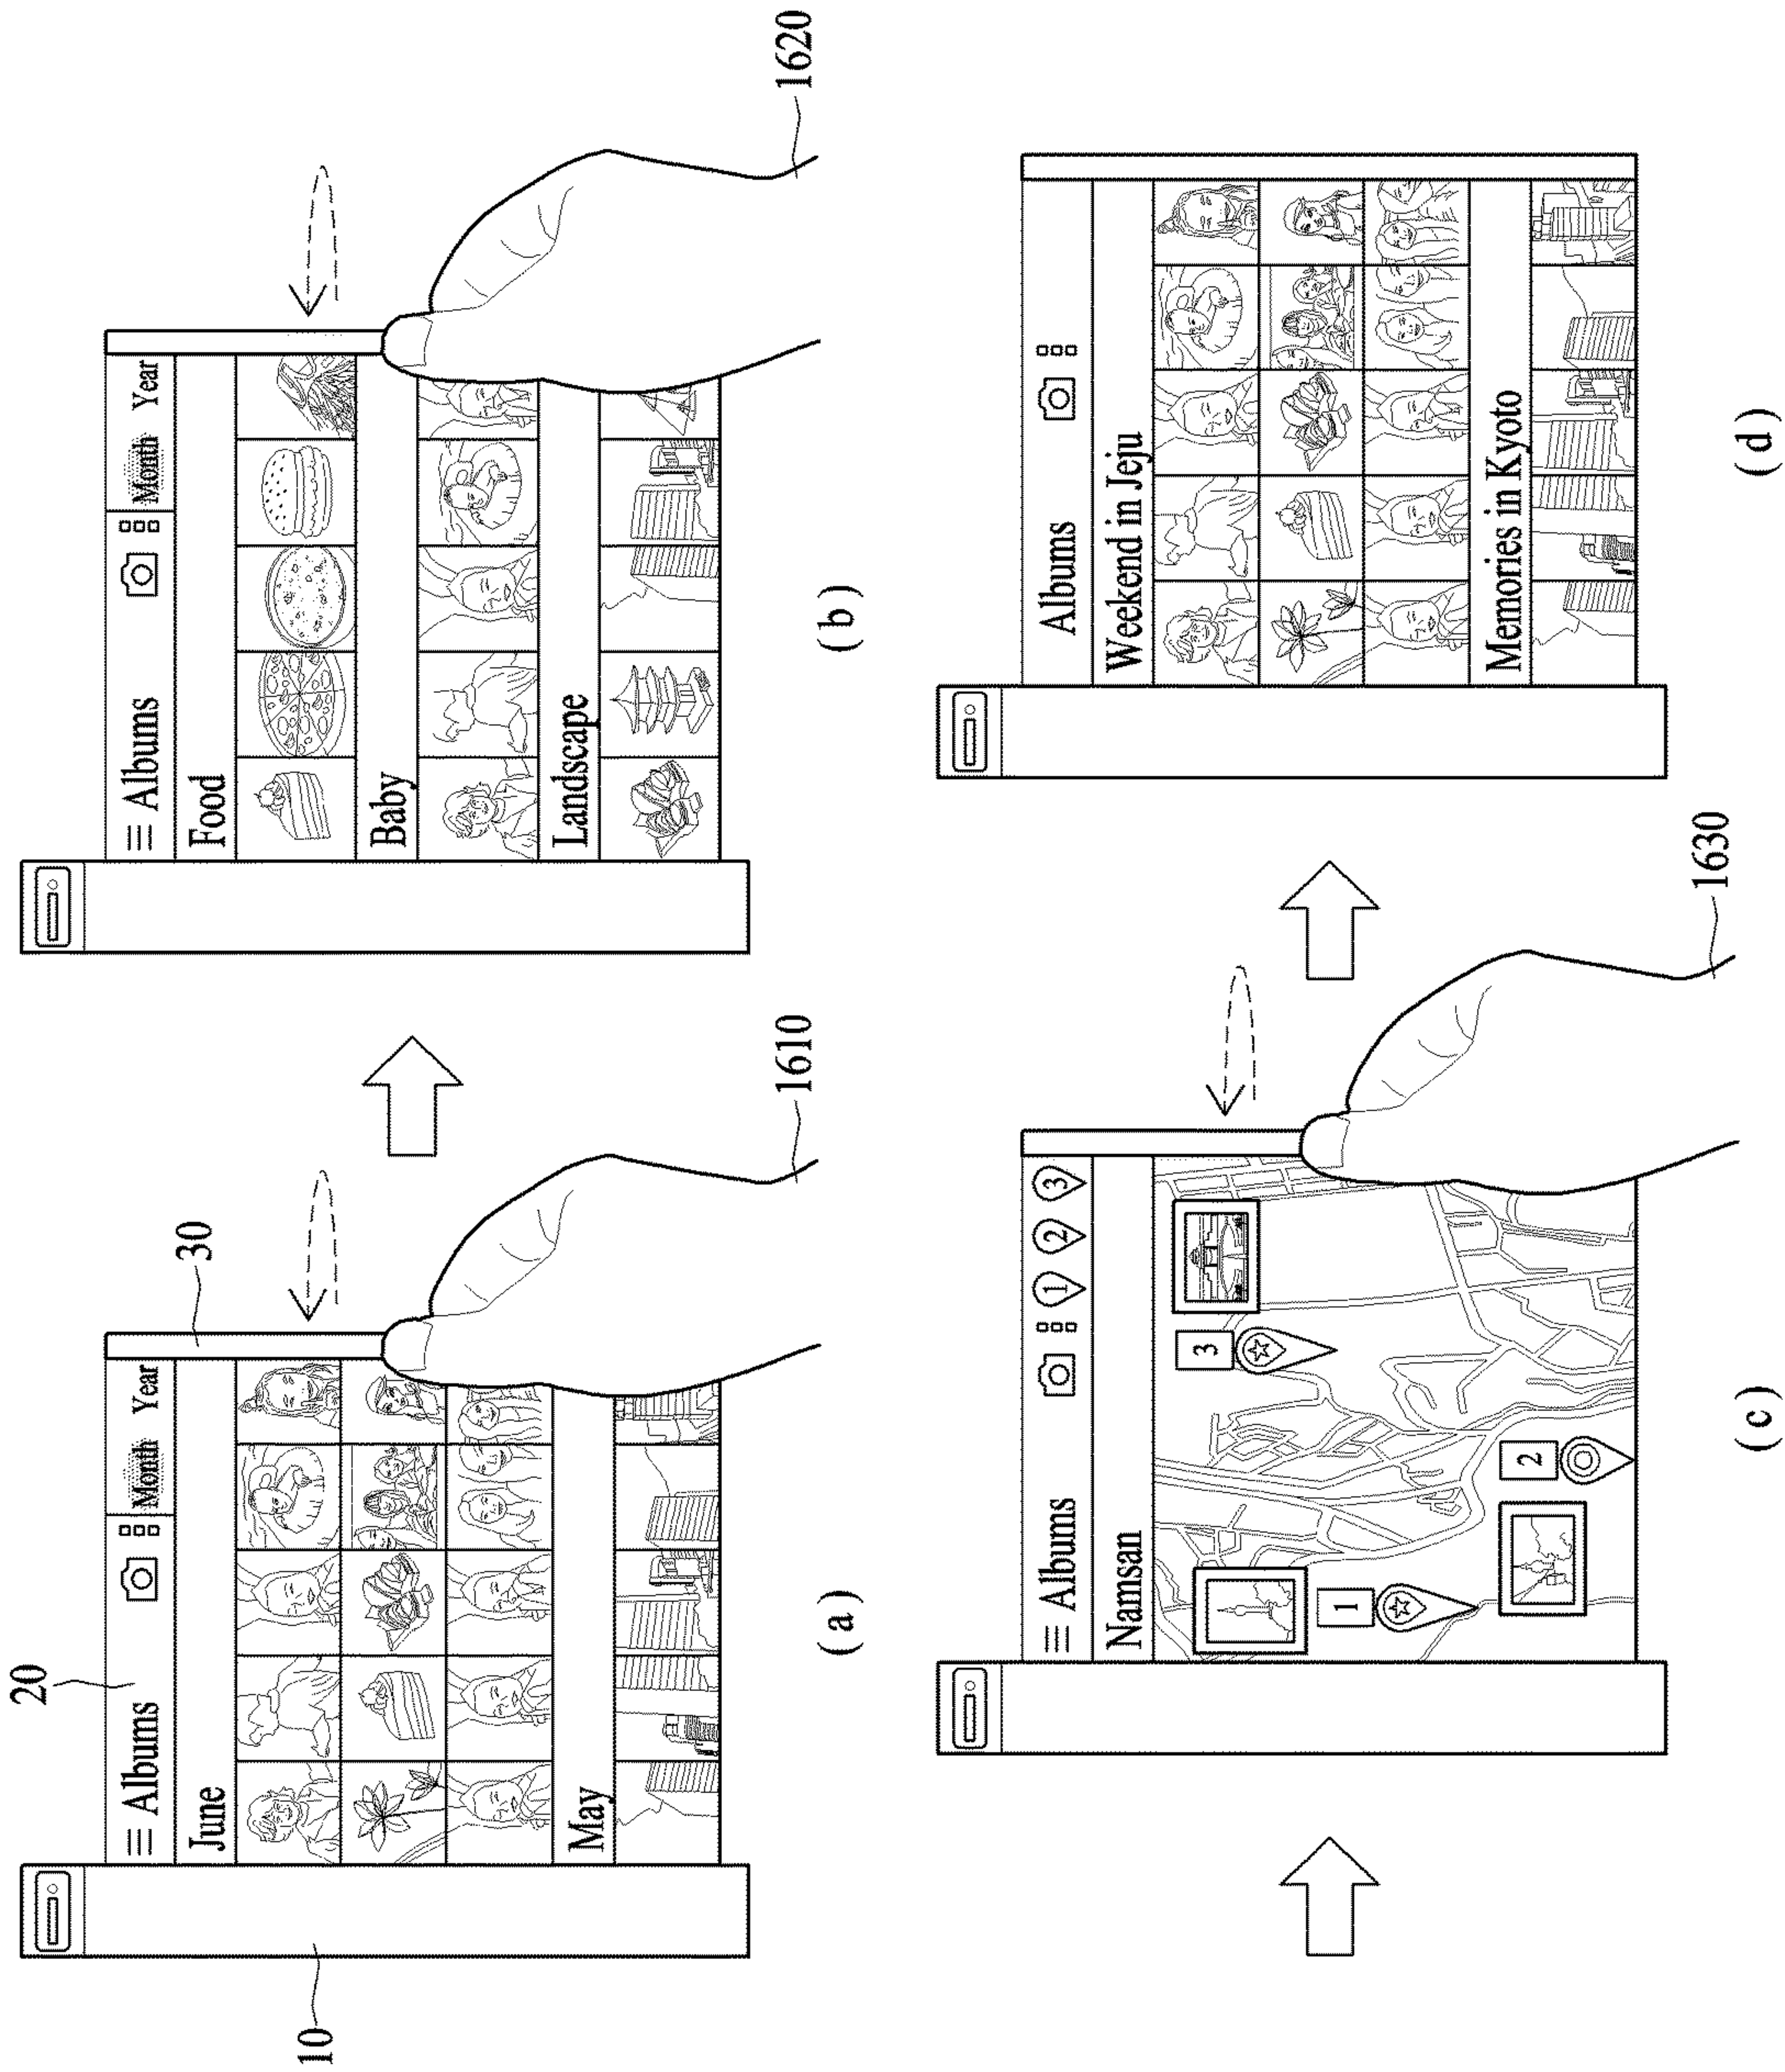 20
30
10
1610
☰ Albums
Month Year
June
May
( a )
1620
☰ Albums
Month Year
Food
Baby
Landscape
( b )
1630
☰ Albums
1 2 3
Namsan
3
1
2
( c )
Albums
Weekend in Jeju
Memories in Kyoto
( d )